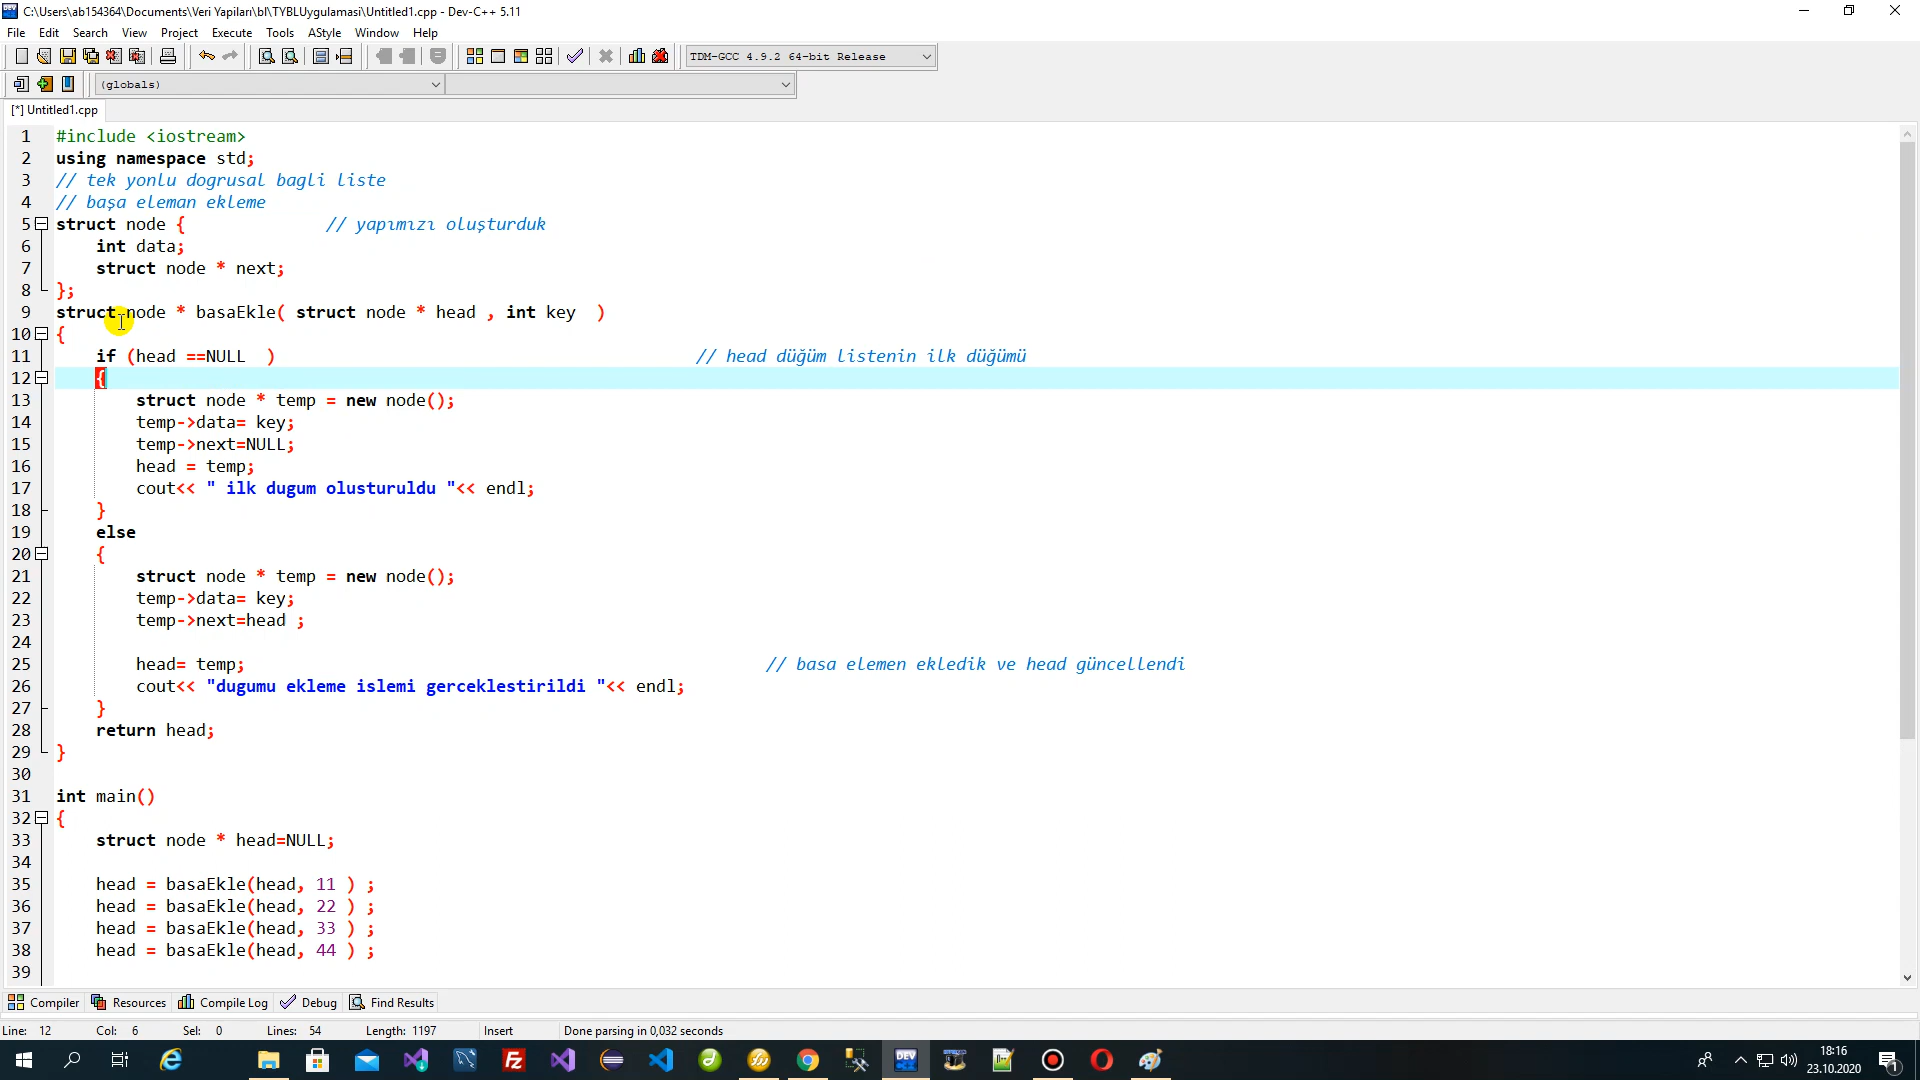 C:\Users\ab154364\Documents\Veri Yapıları\bl\TYBLUygulamasi\Untitled1.cpp - Dev-C++ 5.11
File Edit Search View Project Execute Tools AStyle Window Help
TDM-GCC 4.9.2 64-bit Release
(globals)
[*] Untitled1.cpp
1 #include <iostream>
2 using namespace std;
3 // tek yonlu dogrusal bagli liste
4 // başa eleman ekleme
5 struct node { // yapımızı oluşturduk
6 int data;
7 struct node * next;
8 };
9 struct node * basaEkle( struct node * head , int key )
10 {
11 if (head ==NULL ) // head düğüm listenin ilk düğümü
12 {
13 struct node * temp = new node();
14 temp->data= key;
15 temp->next=NULL;
16 head = temp;
17 cout<< " ilk dugum olusturuldu "<< endl;
18 }
19 else
20 {
21 struct node * temp = new node();
22 temp->data= key;
23 temp->next=head ;
24
25 head= temp; // basa elemen ekledik ve head güncellendi
26 cout<< "dugumu ekleme islemi gerceklestirildi "<< endl;
27 }
28 return head;
29 }
30
31 int main()
32 {
33 struct node * head=NULL;
34
35 head = basaEkle(head, 11 ) ;
36 head = basaEkle(head, 22 ) ;
37 head = basaEkle(head, 33 ) ;
38 head = basaEkle(head, 44 ) ;
39
Compiler Resources Compile Log Debug Find Results
Line: 12 Col: 6 Sel: 0 Lines: 54 Length: 1197 Insert Done parsing in 0,032 seconds
DEV
18:16
23.10.2020
1